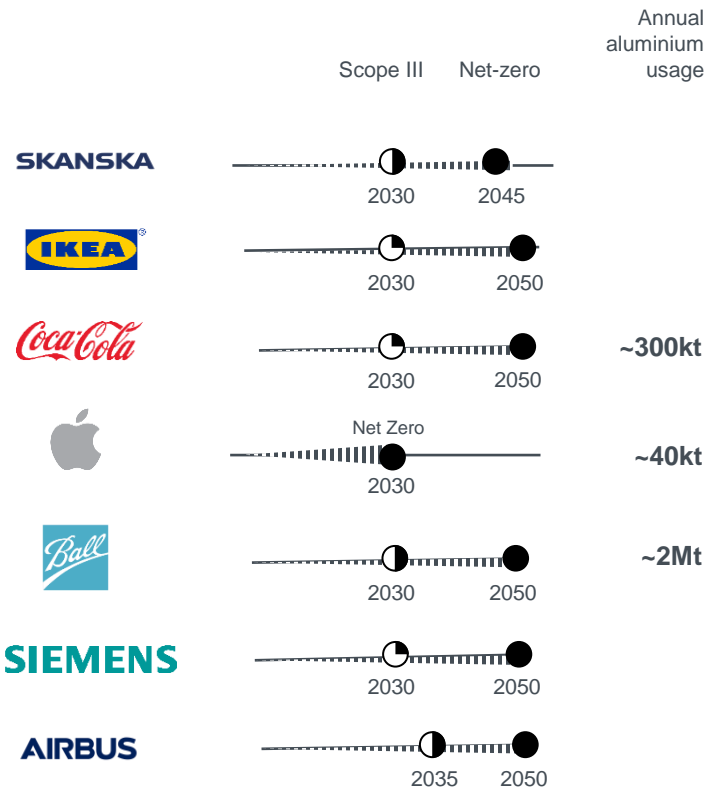 Annual
aluminium
Scope III Net-zero usage
SKANSKA
2030 2045
IKEA ®
2030 2050
Coca-Cola
~300kt
2030 2050
Net Zero
~40kt
2030
Ball
~2Mt
2030 2050
SIEMENS
2030 2050
AIRBUS
2035 2050